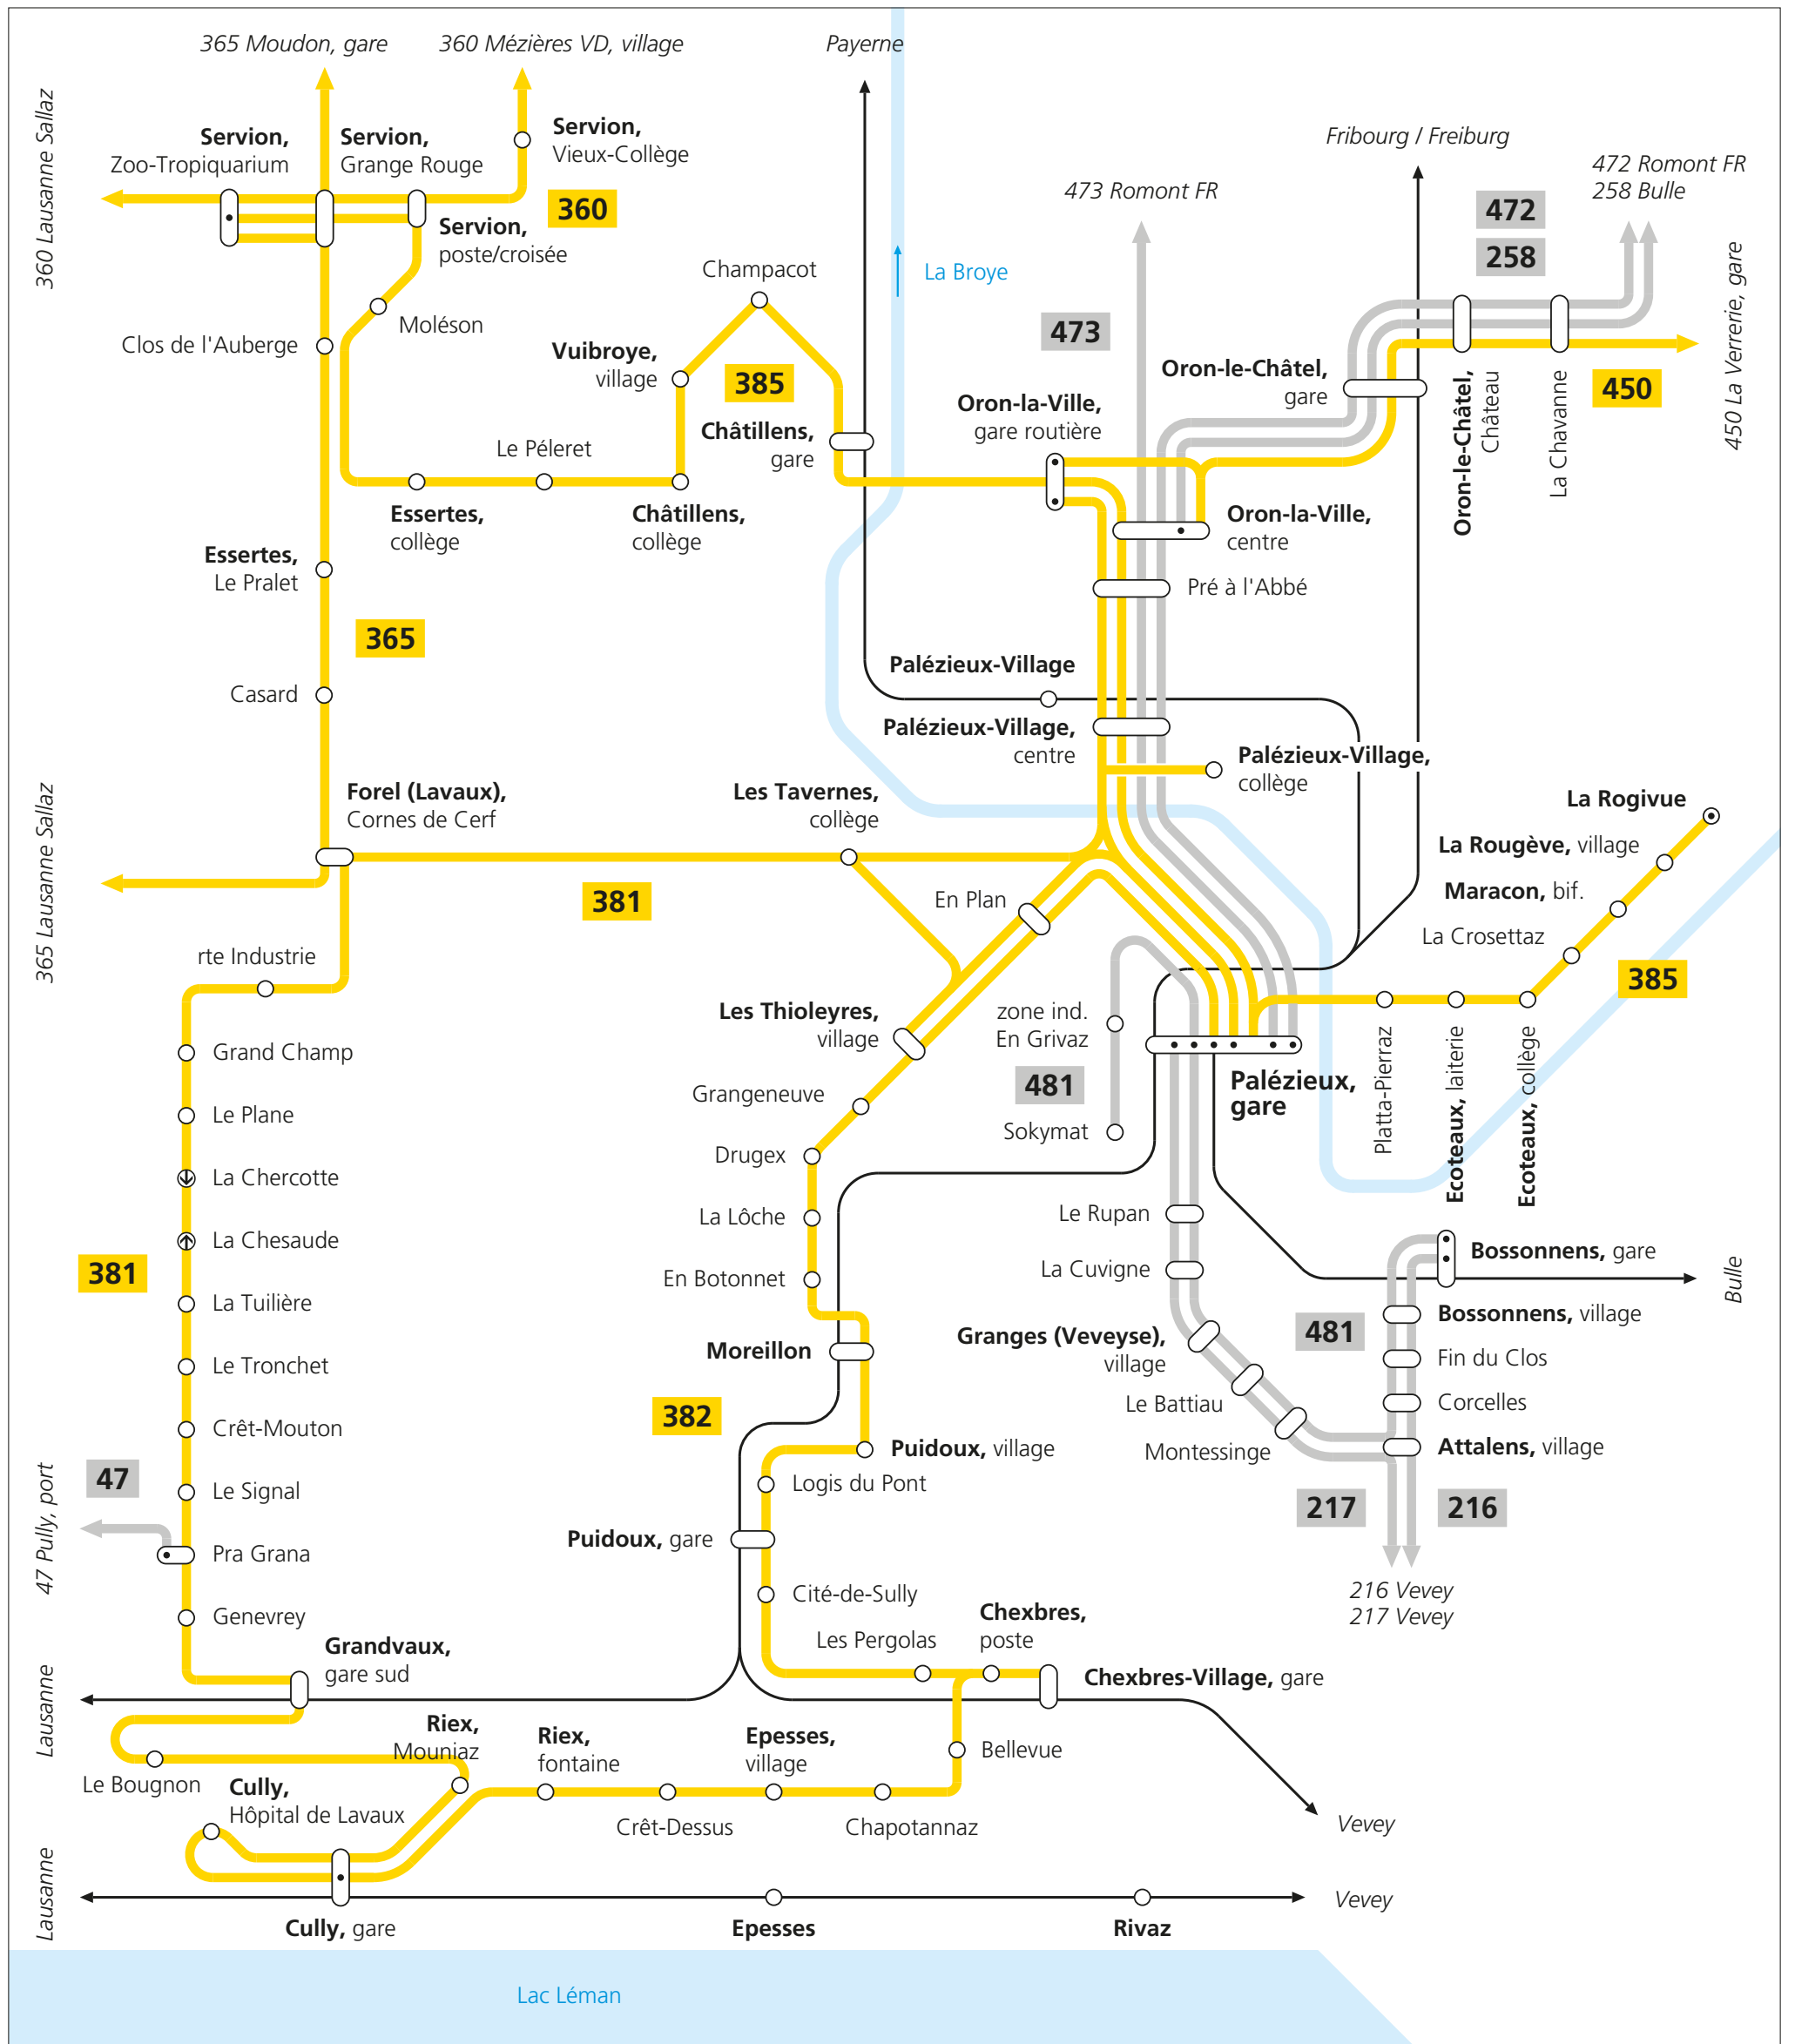 365 Moudon, gare
360 Mézières VD, village
Payerne
360 Lausanne Sallaz
Servion,
Zoo-Tropiquarium
Servion,
Grange Rouge
Servion,
Vieux-Collège
360
Servion,
poste/croisée
Fribourg / Freiburg
472 Romont FR
258 Bulle
473 Romont FR
472
258
450 La Verrerie, gare
La Broye
Champacot
Moléson
Clos de l'Auberge
Vuibroye,
village
385
473
Oron-le-Châtel,
gare
Oron-le-Châtel,
Château
La Chavanne
450
Oron-la-Ville,
gare routière
Châtillens,
gare
Le Péleret
Essertes,
collège
Châtillens,
collège
Oron-la-Ville,
centre
Essertes,
Le Pralet
Pré à l'Abbé
365
Palézieux-Village
Casard
Palézieux-Village,
centre
Palézieux-Village,
collège
365 Lausanne Sallaz
Forel (Lavaux),
Cornes de Cerf
Les Tavernes,
collège
La Rogivue
La Rougève, village
Maracon, bif.
La Crosettaz
385
381
En Plan
rte Industrie
Les Thioleyres,
village
zone ind.
En Grivaz
481
Sokymat
Palézieux,
gare
Platta-Pierraz
Ecoteaux, laiterie
Ecoteaux, collège
Grand Champ
Grangeneuve
Le Plane
Drugex
La Chercotte
La Lôche
Le Rupan
La Chesaude
381
En Botonnet
La Cuvigne
Bossonnens, gare
Bulle
La Tuilière
Bossonnens, village
481
Moreillon
Granges (Veveyse),
village
Le Tronchet
Fin du Clos
382
Le Battiau
Corcelles
Crêt-Mouton
Puidoux, village
Montessinge
Attalens, village
47
Le Signal
Logis du Pont
217
216
47 Pully, port
Pra Grana
Puidoux, gare
216 Vevey
217 Vevey
Cité-de-Sully
Genevrey
Les Pergolas
Chexbres,
poste
Grandvaux,
gare sud
Chexbres-Village, gare
Lausanne
Riex,
Mouniaz
Riex,
fontaine
Epesses,
village
Bellevue
Le Bougnon
Cully,
Hôpital de Lavaux
Crêt-Dessus
Chapotannaz
Vevey
Lausanne
Vevey
Cully, gare
Epesses
Rivaz
Lac Léman